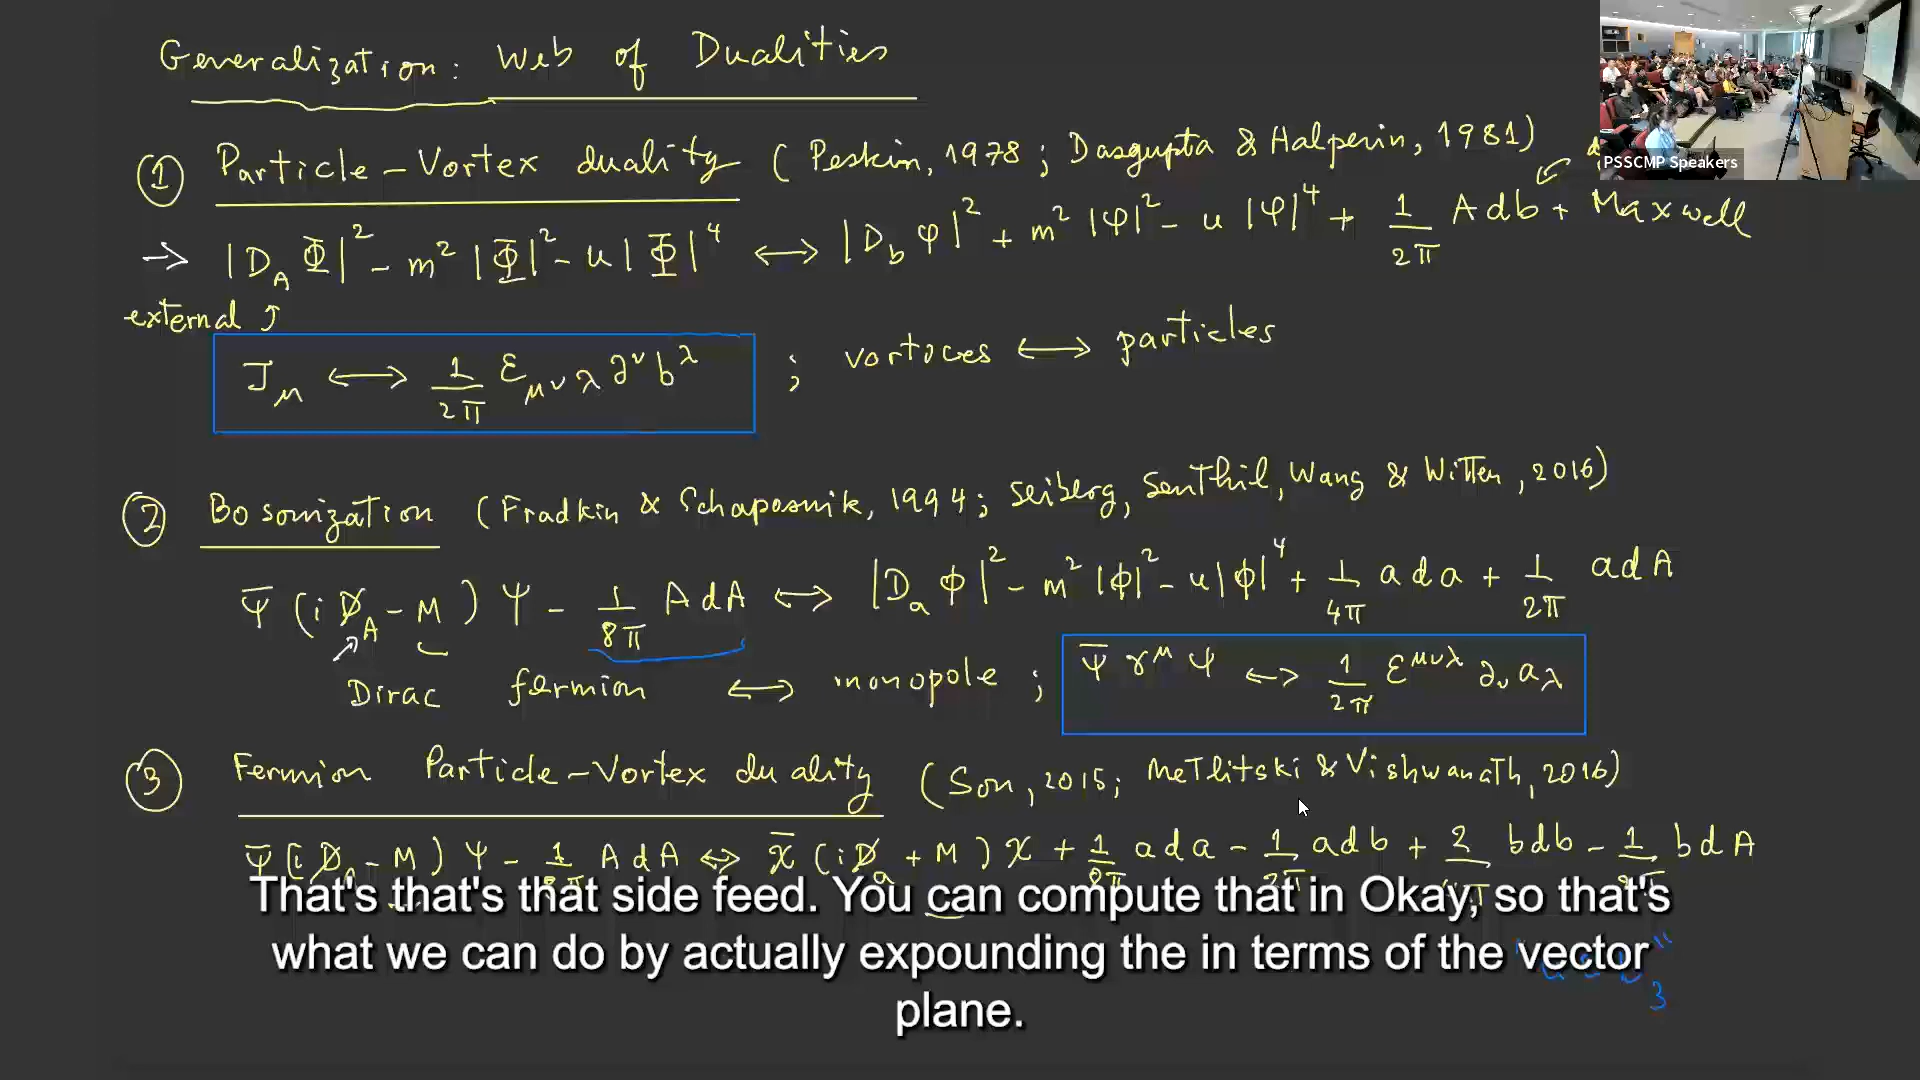 Generalization: Web of Dualities
① Particle-Vortex duality (Peskin, 1978; Dasgupta & Halperin, 1981)
PSSCMP Speakers
→ |D_A Φ|² - m² |Φ|² - u |Φ|⁴ ⟷ |D_b φ|² + m² |φ|² - u |φ|⁴ + 1/2π A d b + Maxwell
external ↑
J_μ ⟷ 1/2π ε_μνλ ∂^ν b^λ ; vortices ⟷ particles
② Bosonization (Fradkin & Schaposnik, 1994; Seiberg, Senthil, Wang & Witten, 2016)
Ψ̄ (i D̸_A - M) Ψ - 1/8π A d A ⟷ |D_a ϕ|² - m² |ϕ|² - u |ϕ|⁴ + 1/4π a d a + 1/2π a d A
Dirac fermion ⟷ monopole ; Ψ̄ γ^μ Ψ ⟷ 1/2π ε^μνλ ∂_ν a_λ
③ Fermion Particle-Vortex duality (Son, 2015; Metlitski & Vishwanath, 2016)
That's that's that side feed. You can compute that in Okay, so that's
what we can do by actually expounding the in terms of the vector
plane.